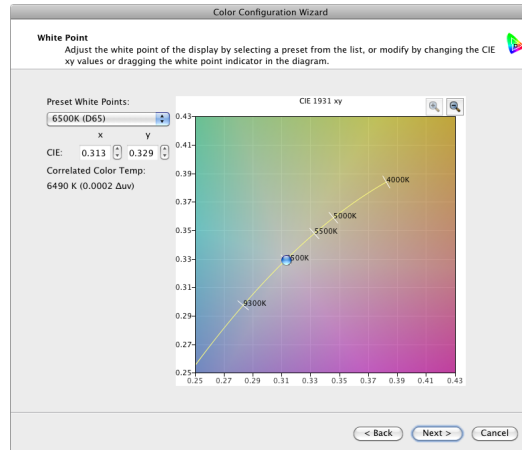 Color Configuration Wizard
White Point
Adjust the white point of the display by selecting a preset from the list, or modify by changing the CIE
xy values or dragging the white point indicator in the diagram.
Preset White Points:
6500K (D65)
x y
CIE: 0.313 0.329
Correlated Color Temp:
6490 K (0.0002 Δuv)
CIE 1931 xy
0.43
0.41
0.39
0.37
0.35
0.33
0.31
0.29
0.27
0.25
4000K
5000K
5500K
9300K
0.25 0.27 0.29 0.31 0.33 0.35 0.37 0.39 0.41 0.43
< Back Next > Cancel